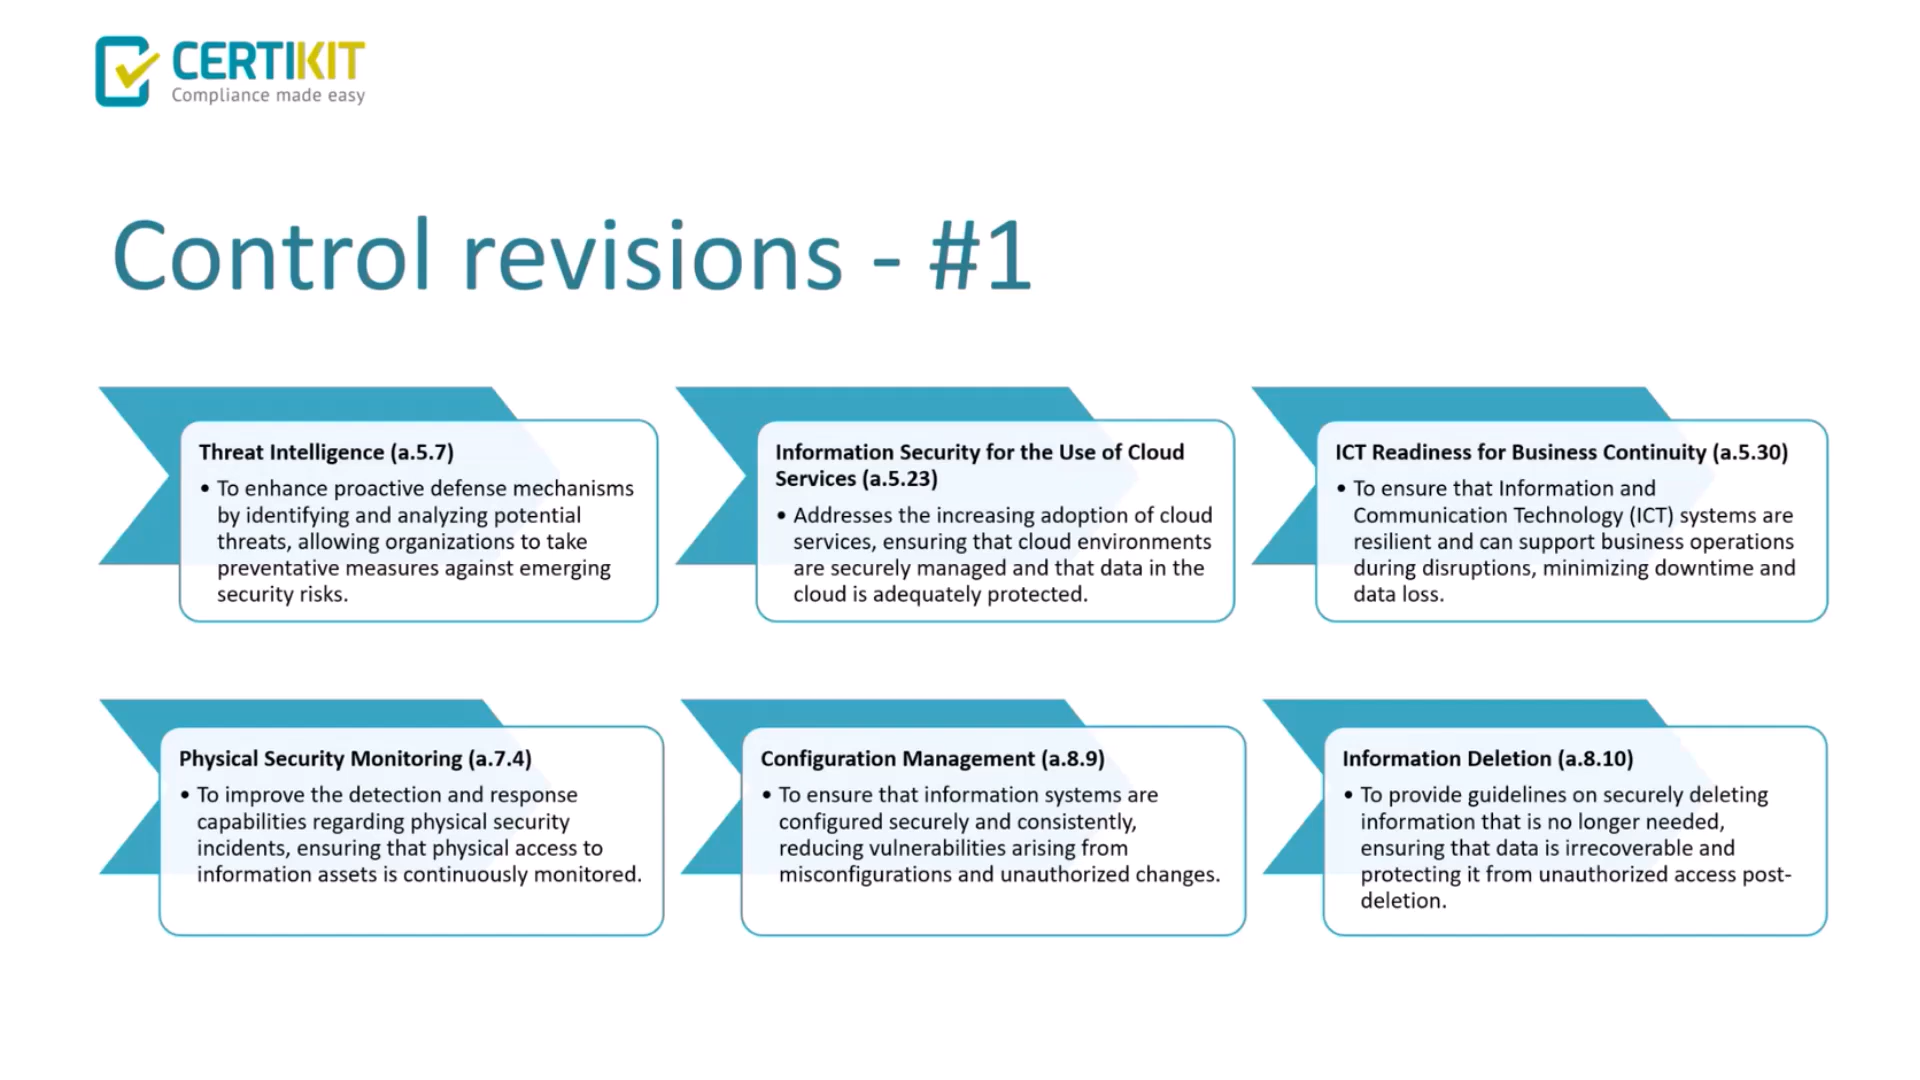 CERTIKIT
Compliance made easy
Control revisions - #1
Threat Intelligence (a.5.7)
• To enhance proactive defense mechanisms
by identifying and analyzing potential
threats, allowing organizations to take
preventative measures against emerging
security risks.
Information Security for the Use of Cloud
Services (a.5.23)
• Addresses the increasing adoption of cloud
services, ensuring that cloud environments
are securely managed and that data in the
cloud is adequately protected.
ICT Readiness for Business Continuity (a.5.30)
• To ensure that Information and
Communication Technology (ICT) systems are
resilient and can support business operations
during disruptions, minimizing downtime and
data loss.
Physical Security Monitoring (a.7.4)
• To improve the detection and response
capabilities regarding physical security
incidents, ensuring that physical access to
information assets is continuously monitored.
Configuration Management (a.8.9)
• To ensure that information systems are
configured securely and consistently,
reducing vulnerabilities arising from
misconfigurations and unauthorized changes.
Information Deletion (a.8.10)
• To provide guidelines on securely deleting
information that is no longer needed,
ensuring that data is irrecoverable and
protecting it from unauthorized access post-
deletion.